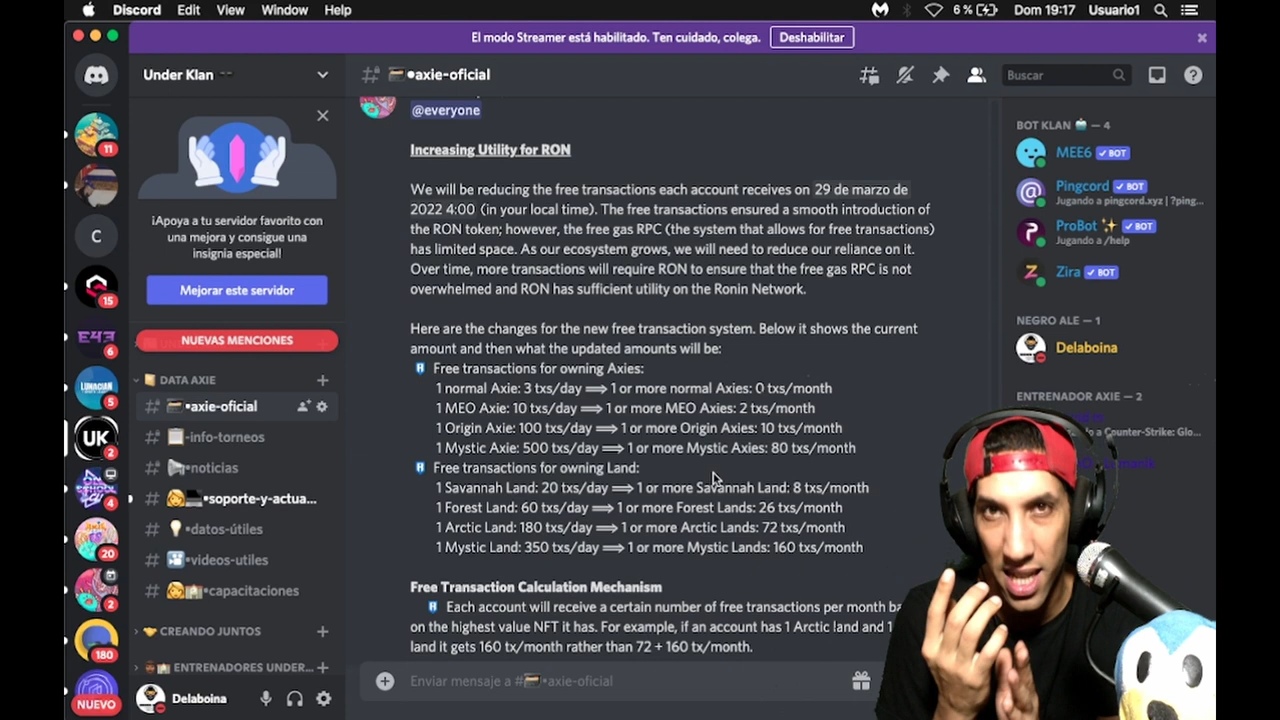 Discord Edit View Window Help 6 % Dom 19:17 Usuario1
El modo Streamer está habilitado. Ten cuidado, colega. Deshabilitar
Under Klan
•axie-oficial
Buscar
@everyone
Increasing Utility for RON
We will be reducing the free transactions each account receives on 29 de marzo de
2022 4:00 (in your local time). The free transactions ensured a smooth introduction of
the RON token; however, the free gas RPC (the system that allows for free transactions)
has limited space. As our ecosystem grows, we will need to reduce our reliance on it.
Over time, more transactions will require RON to ensure that the free gas RPC is not
overwhelmed and RON has sufficient utility on the Ronin Network.
Here are the changes for the new free transaction system. Below it shows the current
amount and then what the updated amounts will be:
Free transactions for owning Axies:
1 normal Axie: 3 txs/day ⟹ 1 or more normal Axies: 0 txs/month
1 MEO Axie: 10 txs/day ⟹ 1 or more MEO Axies: 2 txs/month
1 Origin Axie: 100 txs/day ⟹ 1 or more Origin Axies: 10 txs/month
1 Mystic Axie: 500 txs/day ⟹ 1 or more Mystic Axies: 80 txs/month
Free transactions for owning Land:
1 Savannah Land: 20 txs/day ⟹ 1 or more Savannah Land: 8 txs/month
1 Forest Land: 60 txs/day ⟹ 1 or more Forest Lands: 26 txs/month
1 Arctic Land: 180 txs/day ⟹ 1 or more Arctic Lands: 72 txs/month
1 Mystic Land: 350 txs/day ⟹ 1 or more Mystic Lands: 160 txs/month
Free Transaction Calculation Mechanism
Each account will receive a certain number of free transactions per month ba
on the highest value NFT it has. For example, if an account has 1 Arctic land and 1
land it gets 160 tx/month rather than 72 + 160 tx/month.
Enviar mensaje a #•axie-oficial
¡Apoya a tu servidor favorito con
una mejora y consigue una
insignia especial!
Mejorar este servidor
NUEVAS MENCIONES
DATA AXIE
•axie-oficial
-info-torneos
•noticias
•soporte-y-actua...
•datos-útiles
•videos-utiles
•capacitaciones
CREANDO JUNTOS
ENTRENADORES UNDER...
Delaboina
11
C
15
E43
6
LUNACIAN
5
UK
2
4
20
2
180
NUEVO
BOT KLAN — 4
MEE6 BOT
Pingcord BOT
Jugando a pingcord.xyz | ?ping...
ProBot BOT
Jugando a /help
Zira BOT
NEGRO ALE — 1
Delaboina
ENTRENADOR AXIE — 2
o a Counter-Strike: Glo...